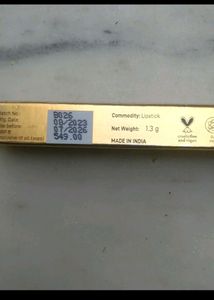 Batch No.
B026
Mfg. Date
08/2023
Use before
07/2026
549.00
Commodity: Lipstick
Net Weight: 1.3 g
MADE IN INDIA
cruelty free
and vegan